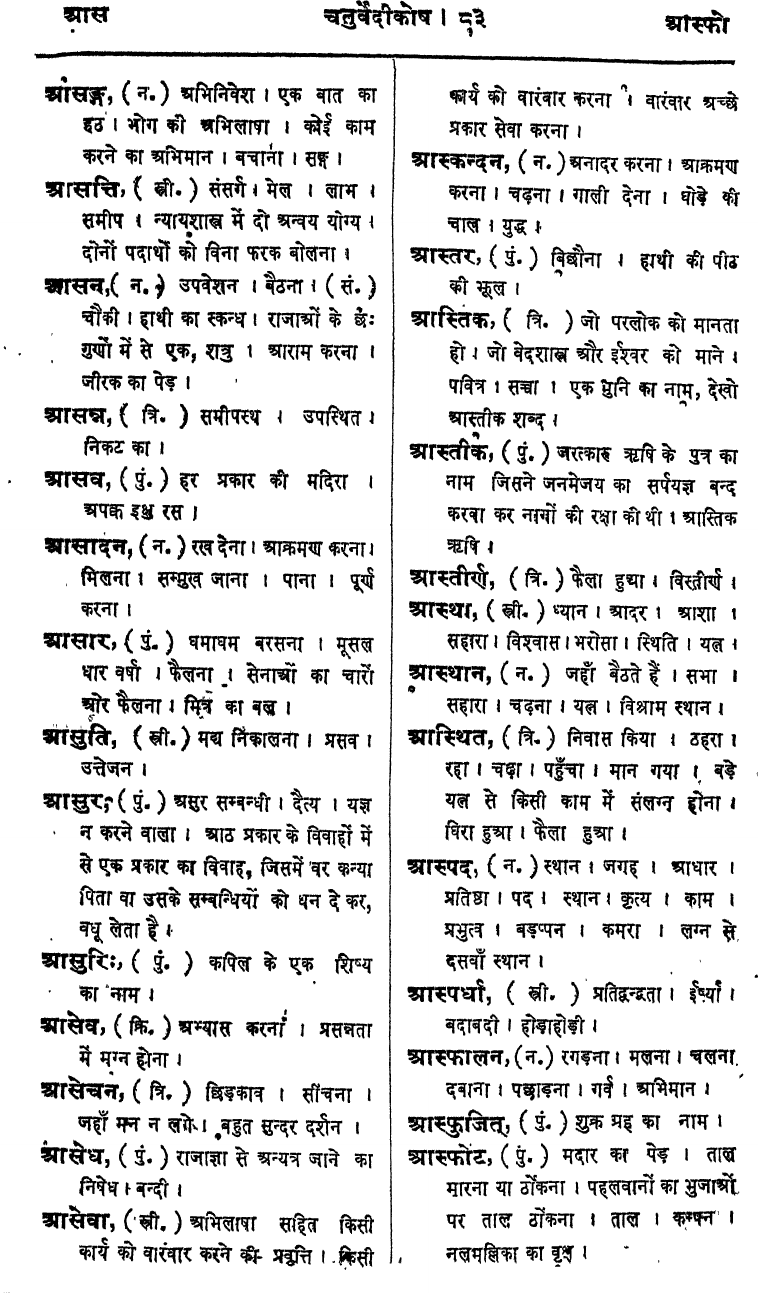 आस चतुर्वेदीकोष । ८३ आस्फो
आसङ्ग, ( न. ) अभिनिवेश । एक बात का
हठ । भोग की अभिलाषा । कोई काम
करने का अभिमान । बचाना । सङ्ग ।
आसत्ति, ( स्त्री. ) संसर्ग । मेल । लाभ ।
समीप । न्यायशास्त्र में दो अन्वय योग्य ।
दोनों पदार्थों को विना फरक बोलना ।
आसन,( न. ) उपवेशन । बैठना । ( सं. )
चौकी । हाथी का स्कन्ध । राजाओं के छः
गुणों में से एक, शत्रु । आराम करना ।
जीरक का पेड़ ।
आसन्न, ( त्रि. ) समीपस्थ । उपस्थित ।
निकट का ।
आसव, ( पुं. ) हर प्रकार की मदिरा ।
अपक्व इक्षु रस ।
आसादन, ( न. ) रख देना । आक्रमण करना ।
मिलना । सम्मुख जाना । पाना । पूर्ण
करना ।
आसार, ( पुं. ) धमाधम बरसना । मूसल
धार वर्षा । फैलना । सेनाओं का चारों
ओर फैलना । मित्र का बल ।
आसुति, ( स्त्री. ) मद्य निकालना । प्रसव ।
उत्तेजन ।
आसुर, ( पुं. ) असुर सम्बन्धी । दैत्य । यज्ञ
न करने वाला । आठ प्रकार के विवाहों में
से एक प्रकार का विवाह, जिसमें वर कन्या
पिता वा उसके सम्बन्धियों को धन दे कर,
वधू लेता है ।
आसुरिः, ( पुं. ) कपिल के एक शिष्य
का नाम ।
आसेव, ( क्रि. ) अभ्यास करना । प्रसन्नता
में मग्न होना ।
आसेचन, ( त्रि. ) छिड़काव । सींचना ।
जहाँ मन न लगे । बहुत सुन्दर दर्शन ।
आसेध, ( पुं. ) राजाज्ञा से अन्यत्र जाने का
निषेध । बन्दी ।
आसेवा, ( स्त्री. ) अभिलाषा सहित किसी
कार्य को वारंवार करने की प्रवृत्ति । किसी
कार्य को वारंवार करना । वारंवार अच्छे
प्रकार सेवा करना ।
आस्कन्दन, ( न. ) अनादर करना । आक्रमण
करना । चढ़ना । गाली देना । घोड़े की
चाल । युद्ध ।
आस्तर, ( पुं. ) बिछौना । हाथी की पीठ
की झूल ।
आस्तिक, ( त्रि. ) जो परलोक को मानता
हो । जो वेदशास्त्र और ईश्वर को माने ।
पवित्र । सच्चा । एक मुनि का नाम, देखो
आस्तीक शब्द ।
आस्तीक, ( पुं. ) जरत्कारु ऋषि के पुत्र का
नाम जिसने जनमेजय का सर्पयज्ञ बन्द
करवा कर नागों की रक्षा की थी । आस्तिक
ऋषि ।
आस्तीर्ण, ( त्रि. ) फैला हुआ । विस्तीर्ण ।
आस्था, ( स्त्री. ) ध्यान । आदर । आशा ।
सहारा । विश्वास । भरोसा । स्थिति । यत्न ।
आस्थान, ( न. ) जहाँ बैठते हैं । सभा ।
सहारा । चढ़ना । यत्न । विश्राम स्थान ।
आस्थित, ( त्रि. ) निवास किया । ठहरा ।
रहा । चढ़ा । पहुँचा । मान गया । बड़े
यत्न से किसी काम में संलग्न होना ।
घिरा हुआ । फैला हुआ ।
आस्पद, ( न. ) स्थान । जगह । आधार ।
प्रतिष्ठा । पद । स्थान । कृत्य । काम ।
प्रभुत्व । बड़प्पन । कमरा । लग्न से
दसवाँ स्थान ।
आस्पर्धा, ( स्त्री. ) प्रतिद्वन्द्वता । ईर्ष्या ।
बदाबदी । होड़ाहोड़ी ।
आस्फालन, ( न. ) रगड़ना । मलना । चलना
दबाना । पछाड़ना । गर्व । अभिमान ।
आस्फुजित्, ( पुं. ) शुक्र ग्रह का नाम ।
आस्फोट, ( पुं. ) मदार का पेड़ । ताल
मारना या ठोंकना । पहलवानों का भुजाओं
पर ताल ठोंकना । ताल । कम्पन ।
नलमल्लिका का वृक्ष ।